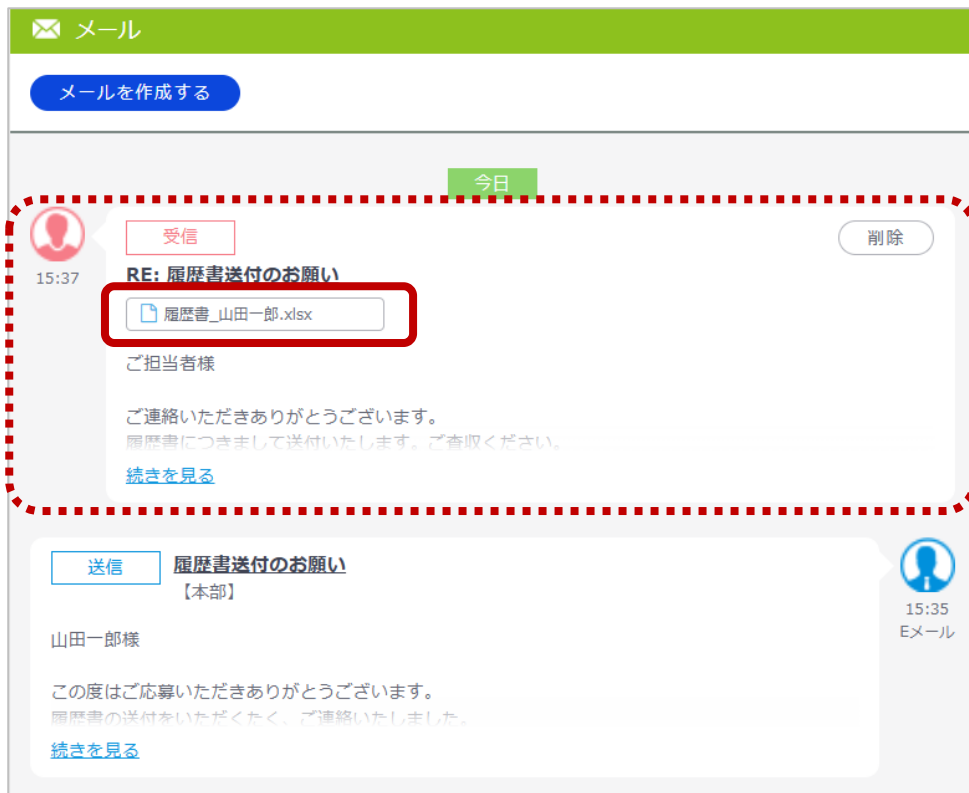 メール
メールを作成する
今日
受信
削除
15:37
RE: 履歴書送付のお願い
履歴書_山田一郎.xlsx
ご担当者様
ご連絡いただきありがとうございます。
履歴書につきまして送付いたします。ご査収ください。
続きを見る
送信
履歴書送付のお願い
【本部】
15:35
Eメール
山田一郎様
この度はご応募いただきありがとうございます。
履歴書の送付をいただくたく、ご連絡いたしました。
続きを見る